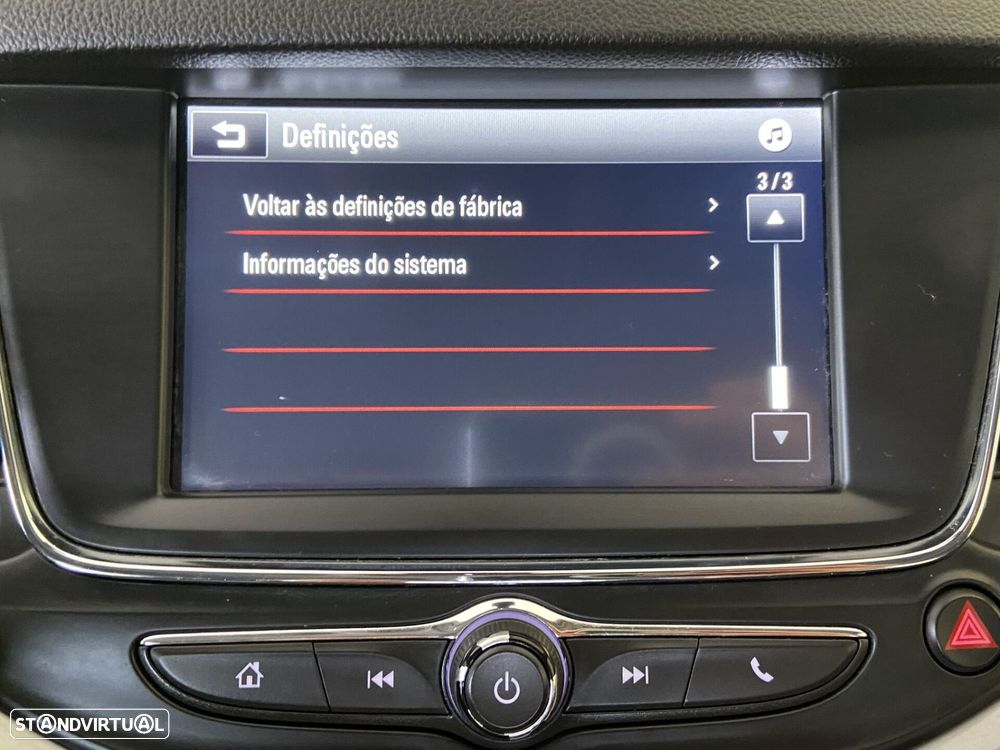 Definições
3/3
Voltar às definições de fábrica
Informações do sistema
STANDVIRTUAL